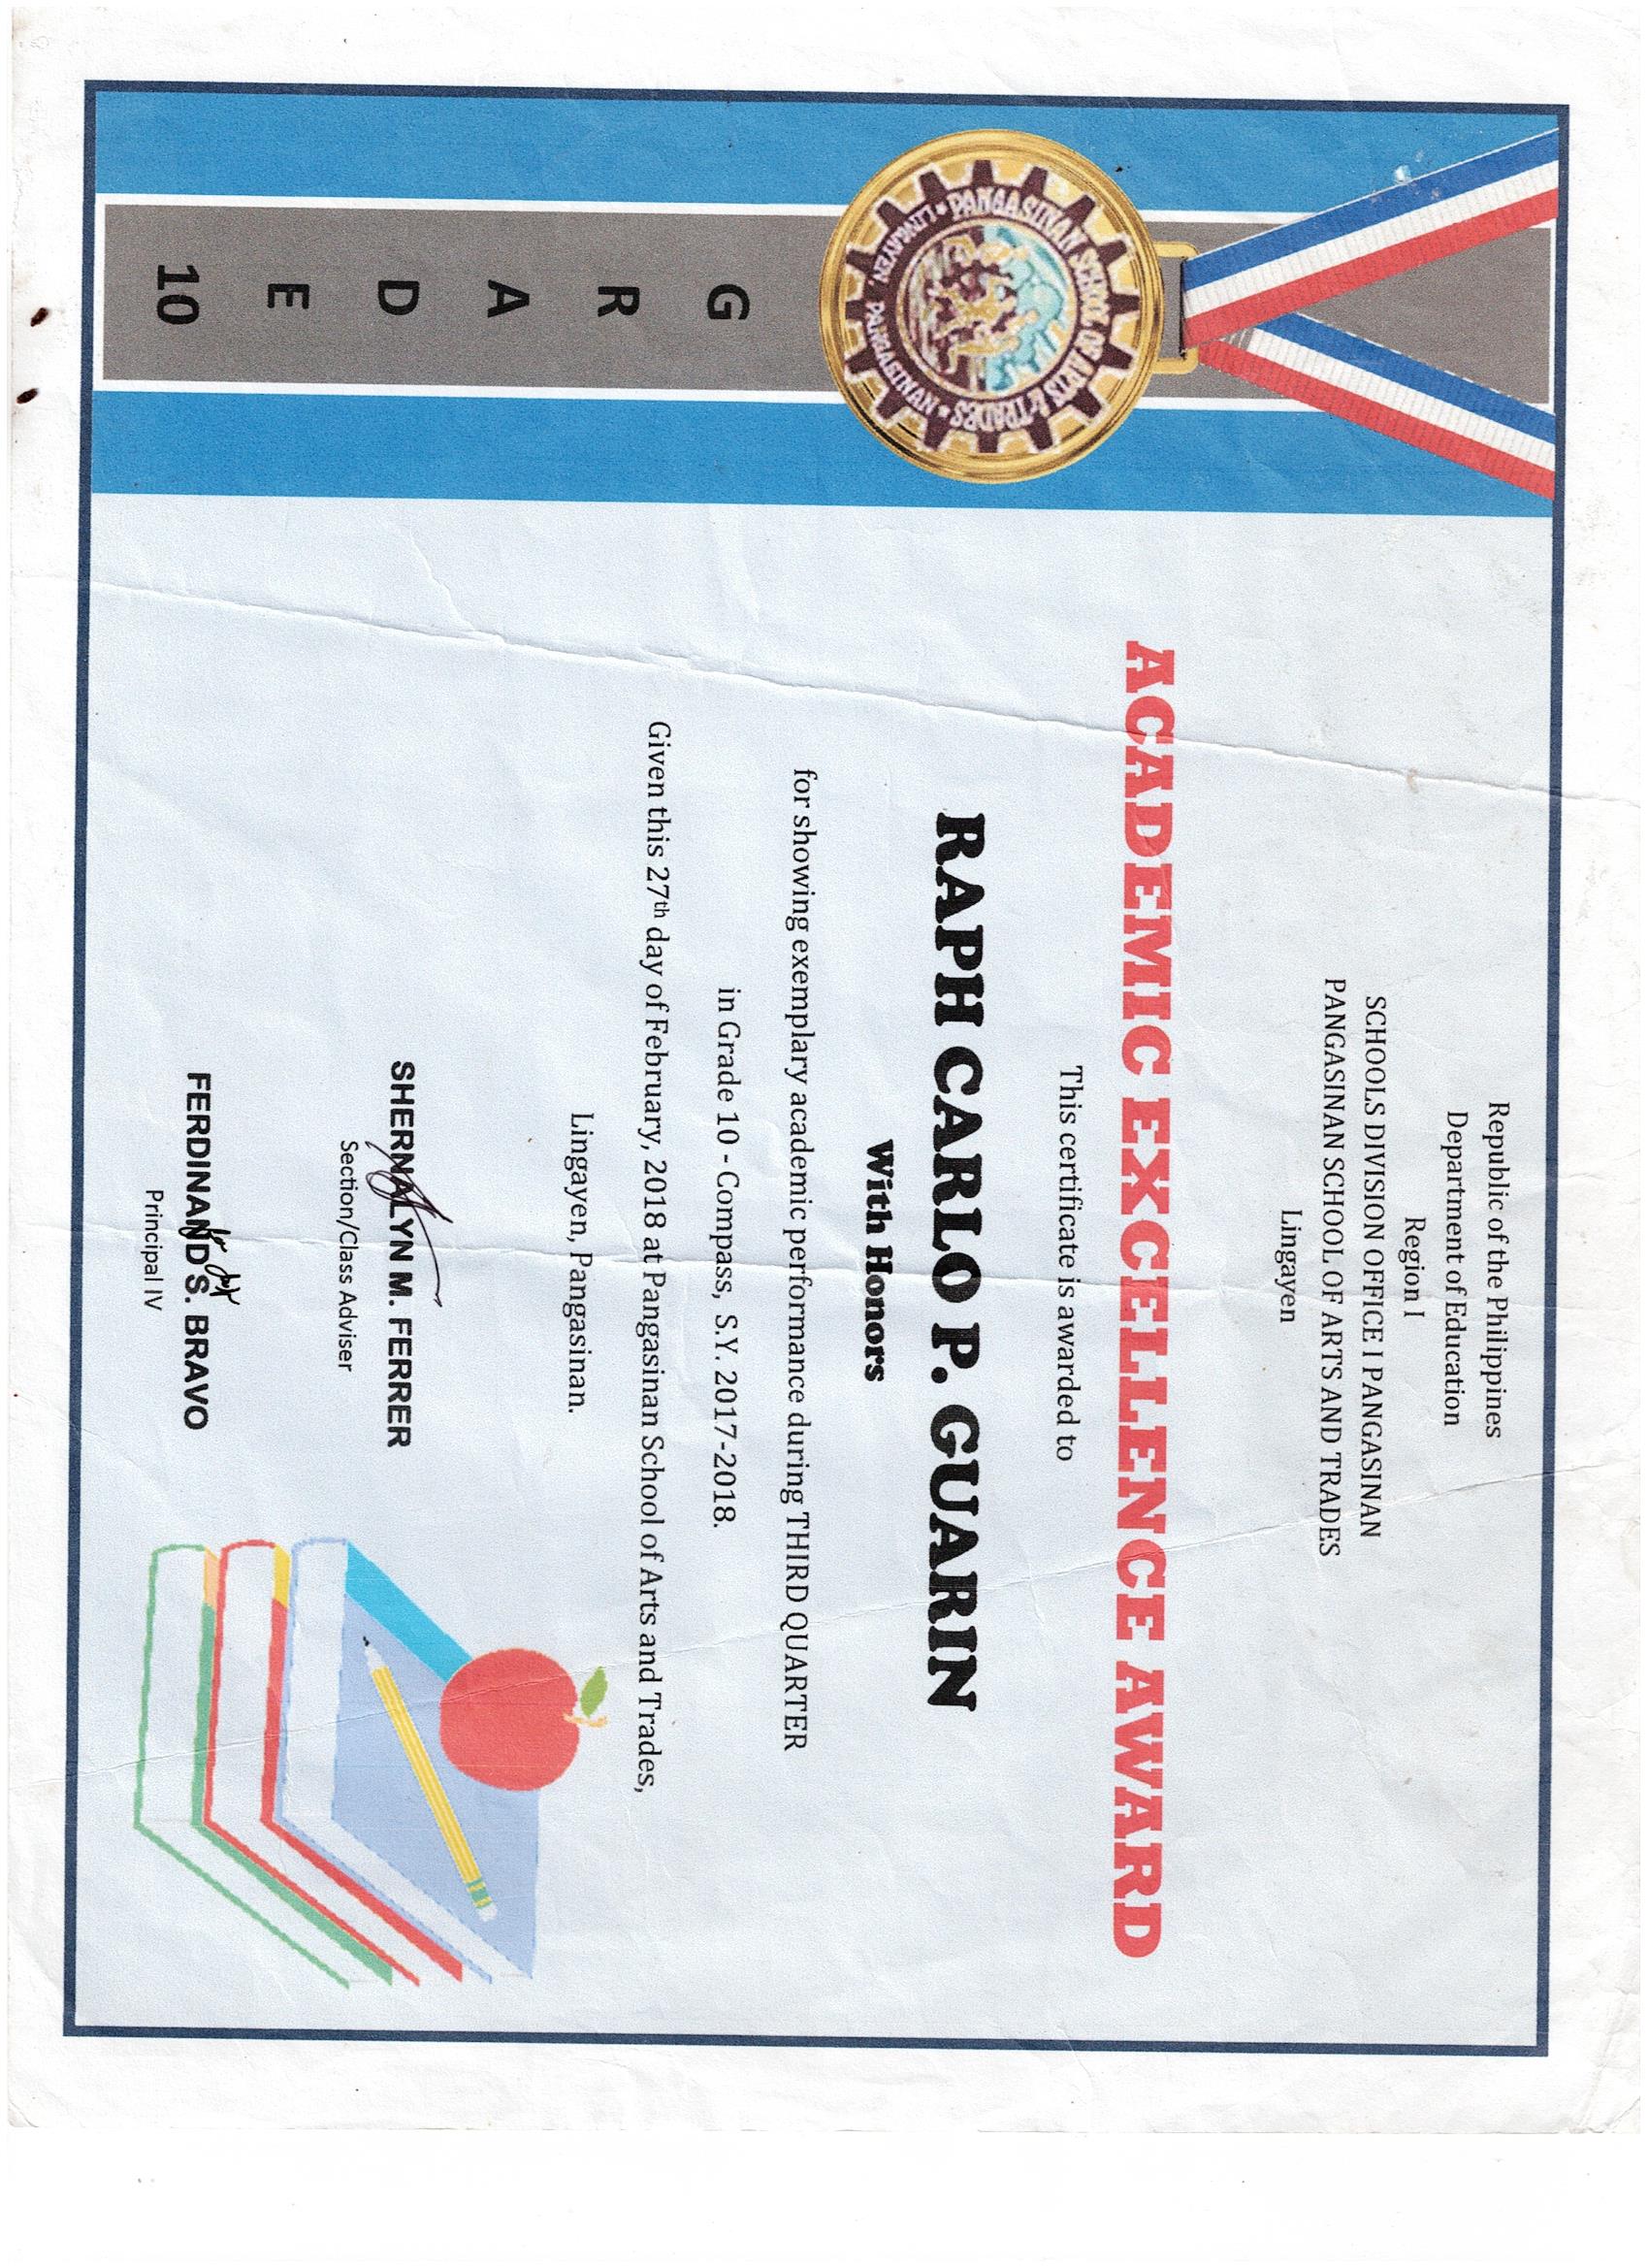 Republic of the Philippines
Department of Education
Region I
SCHOOLS DIVISION OFFICE I PANGASINAN
PANGASINAN SCHOOL OF ARTS AND TRADES
Lingayen
ACADEMIC EXCELLENCE AWARD
This certificate is awarded to
RAPH CARLO P. GUARIN
With Honors
for showing exemplary academic performance during THIRD QUARTER
in Grade 10 - Compass, S.Y. 2017-2018.
Given this 27th day of February, 2018 at Pangasinan School of Arts and Trades,
Lingayen, Pangasinan.
SHERNALYN M. FERRER
Section/Class Adviser
FERDINAND S. BRAVO
Principal IV
PANGASINAN SCHOOL OF ARTS & TRADES
LINGAYEN, PANGASINAN
G
R
A
D
E
10